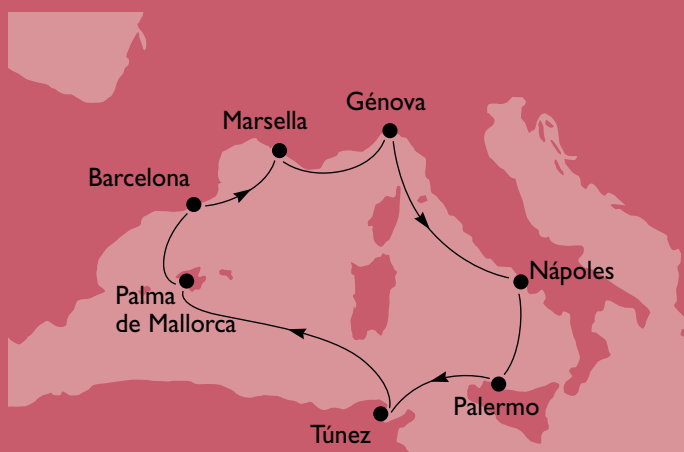 Génova
Marsella
Barcelona
Nápoles
Palma
de Mallorca
Palermo
Túnez